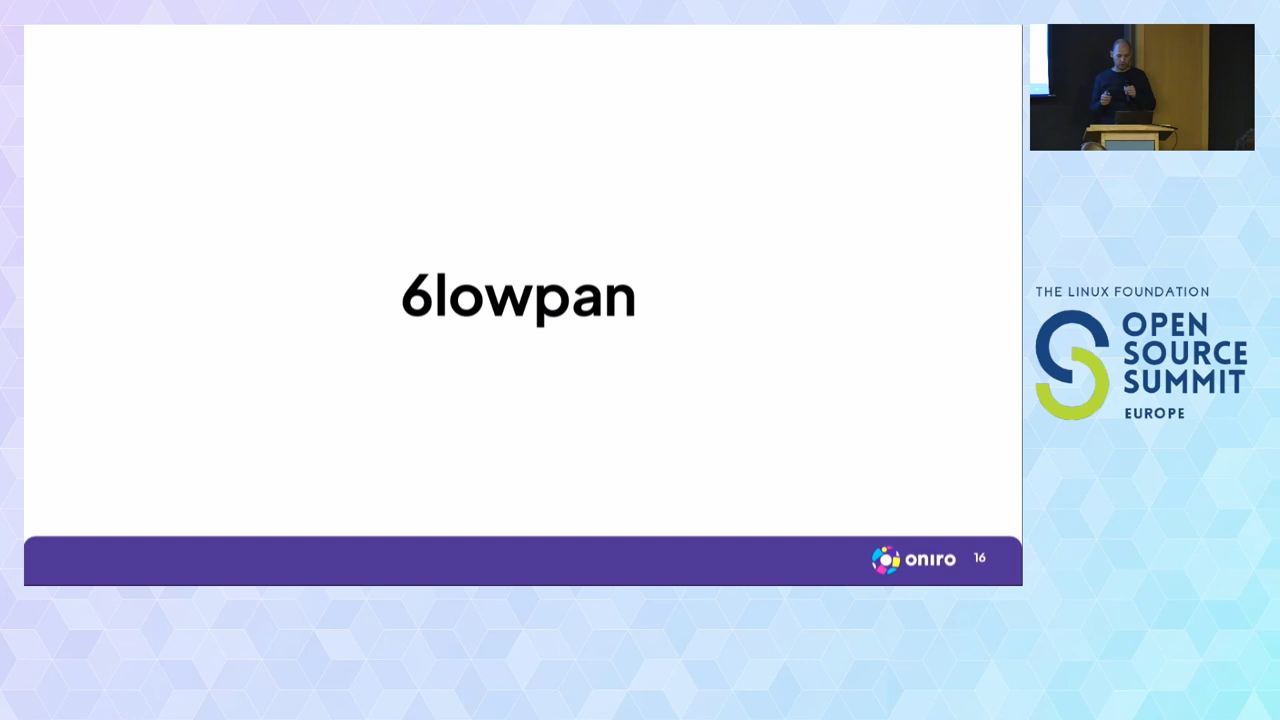 6lowpan
oniro
16
THE LINUX FOUNDATION
OPEN
SOURCE
SUMMIT
EUROPE